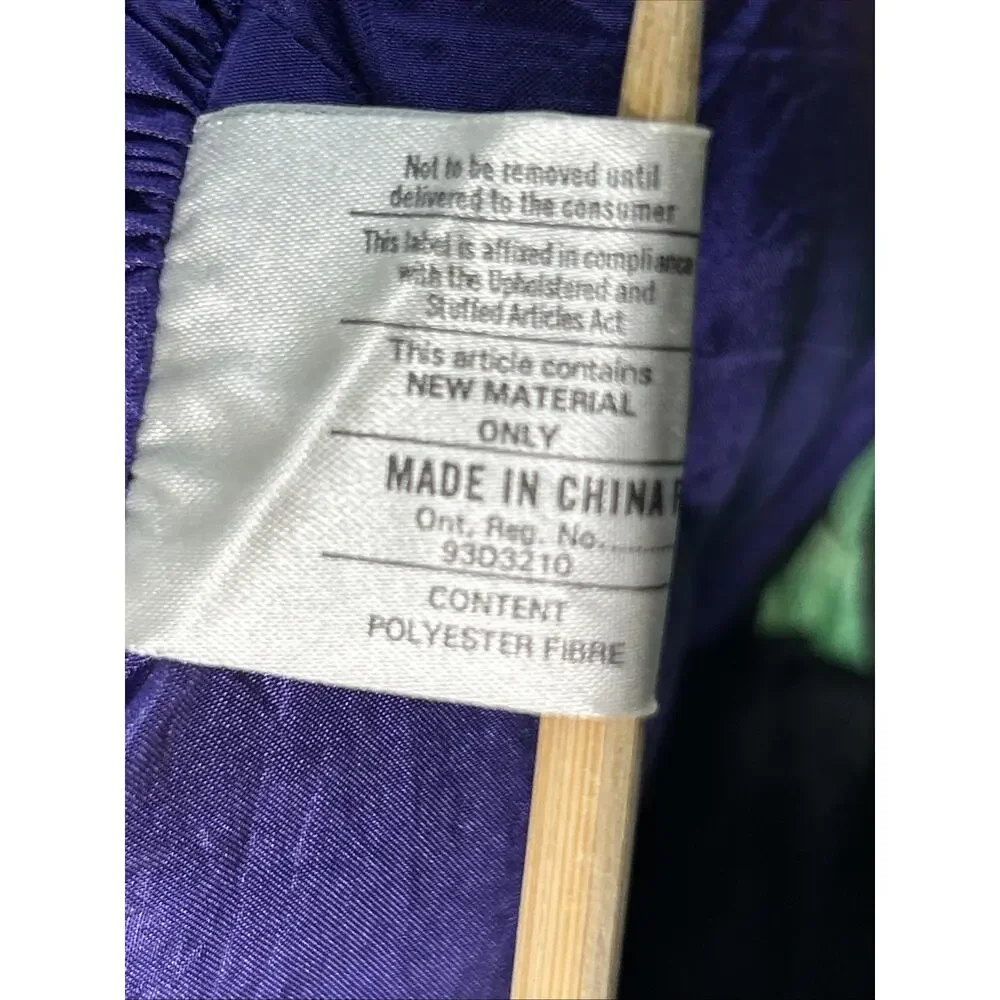 Not to be removed until
delivered to the consumer
This label is affixed in compliance
with the Upholstered and
Stuffed Articles Act
This article contains
NEW MATERIAL
ONLY
MADE IN CHINA
Ont. Reg. No...........
93D3210
CONTENT
POLYESTER FIBRE